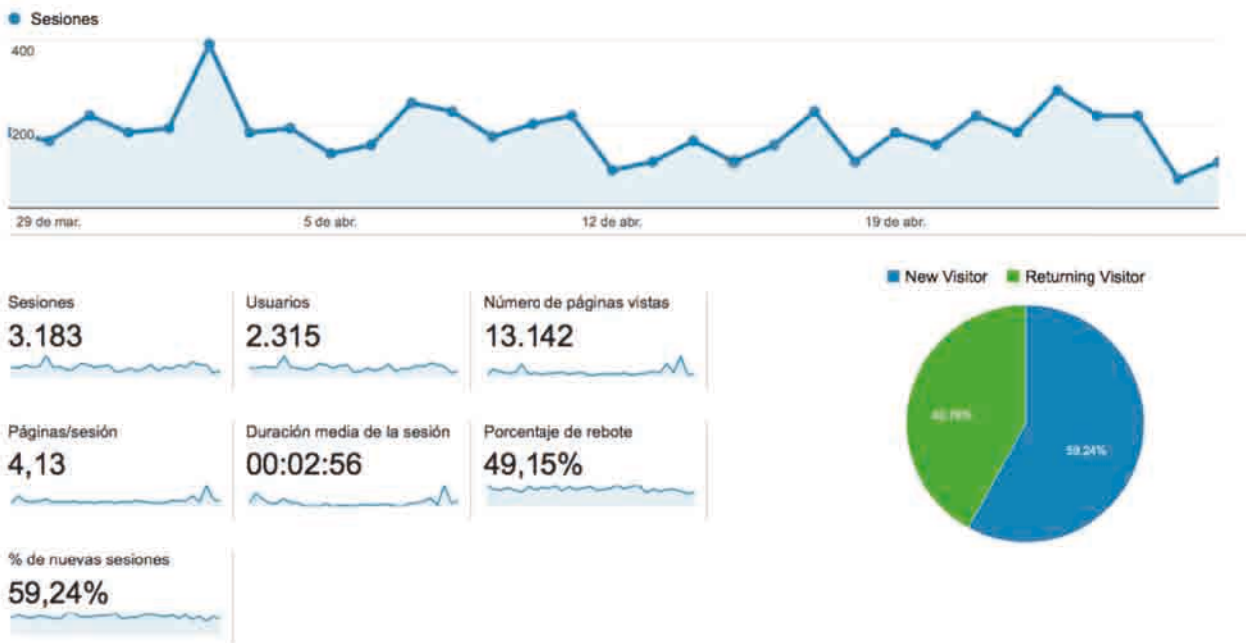 Sesiones
400
200
29 de mar. 5 de abr. 12 de abr. 19 de abr.
New Visitor Returning Visitor
Sesiones Usuarios Número de páginas vistas
3.183 2.315 13.142
Páginas/sesión Duración media de la sesión Porcentaje de rebote
4,13 00:02:56 49,15%
59.24%
% de nuevas sesiones
59,24%